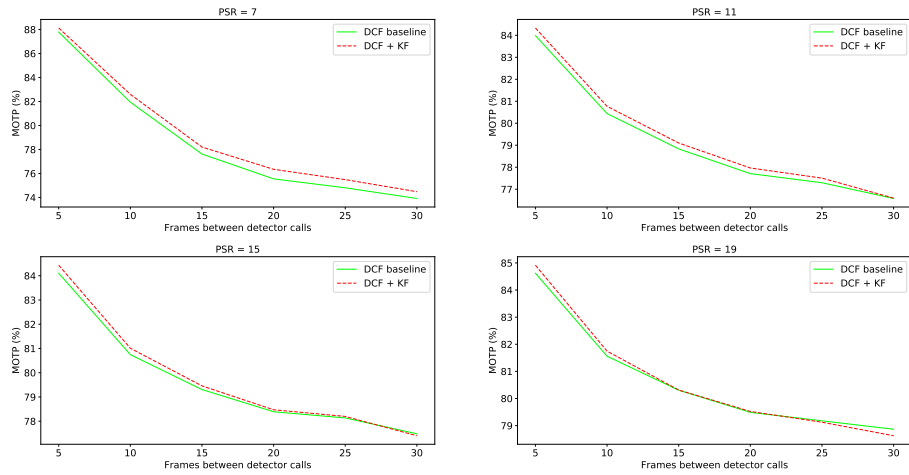 PSR = 7
88
86
84
82
80
78
76
74
MOTP (%)
DCF baseline
DCF + KF
5 10 15 20 25 30
Frames between detector calls
PSR = 11
84
83
82
81
80
79
78
77
MOTP (%)
DCF baseline
DCF + KF
5 10 15 20 25 30
Frames between detector calls
PSR = 15
84
83
82
81
80
79
78
MOTP (%)
DCF baseline
DCF + KF
5 10 15 20 25 30
Frames between detector calls
PSR = 19
85
84
83
82
81
80
79
MOTP (%)
DCF baseline
DCF + KF
5 10 15 20 25 30
Frames between detector calls